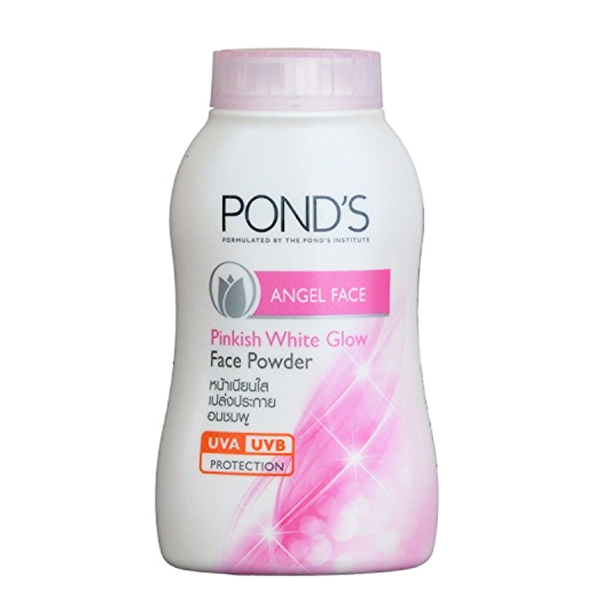 POND'S
FORMULATED BY THE POND'S INSTITUTE
ANGEL FACE
Pinkish White Glow
Face Powder
หน้าเนียนใส
เปล่งประกาย
อมชมพู
UVA UVB
PROTECTION